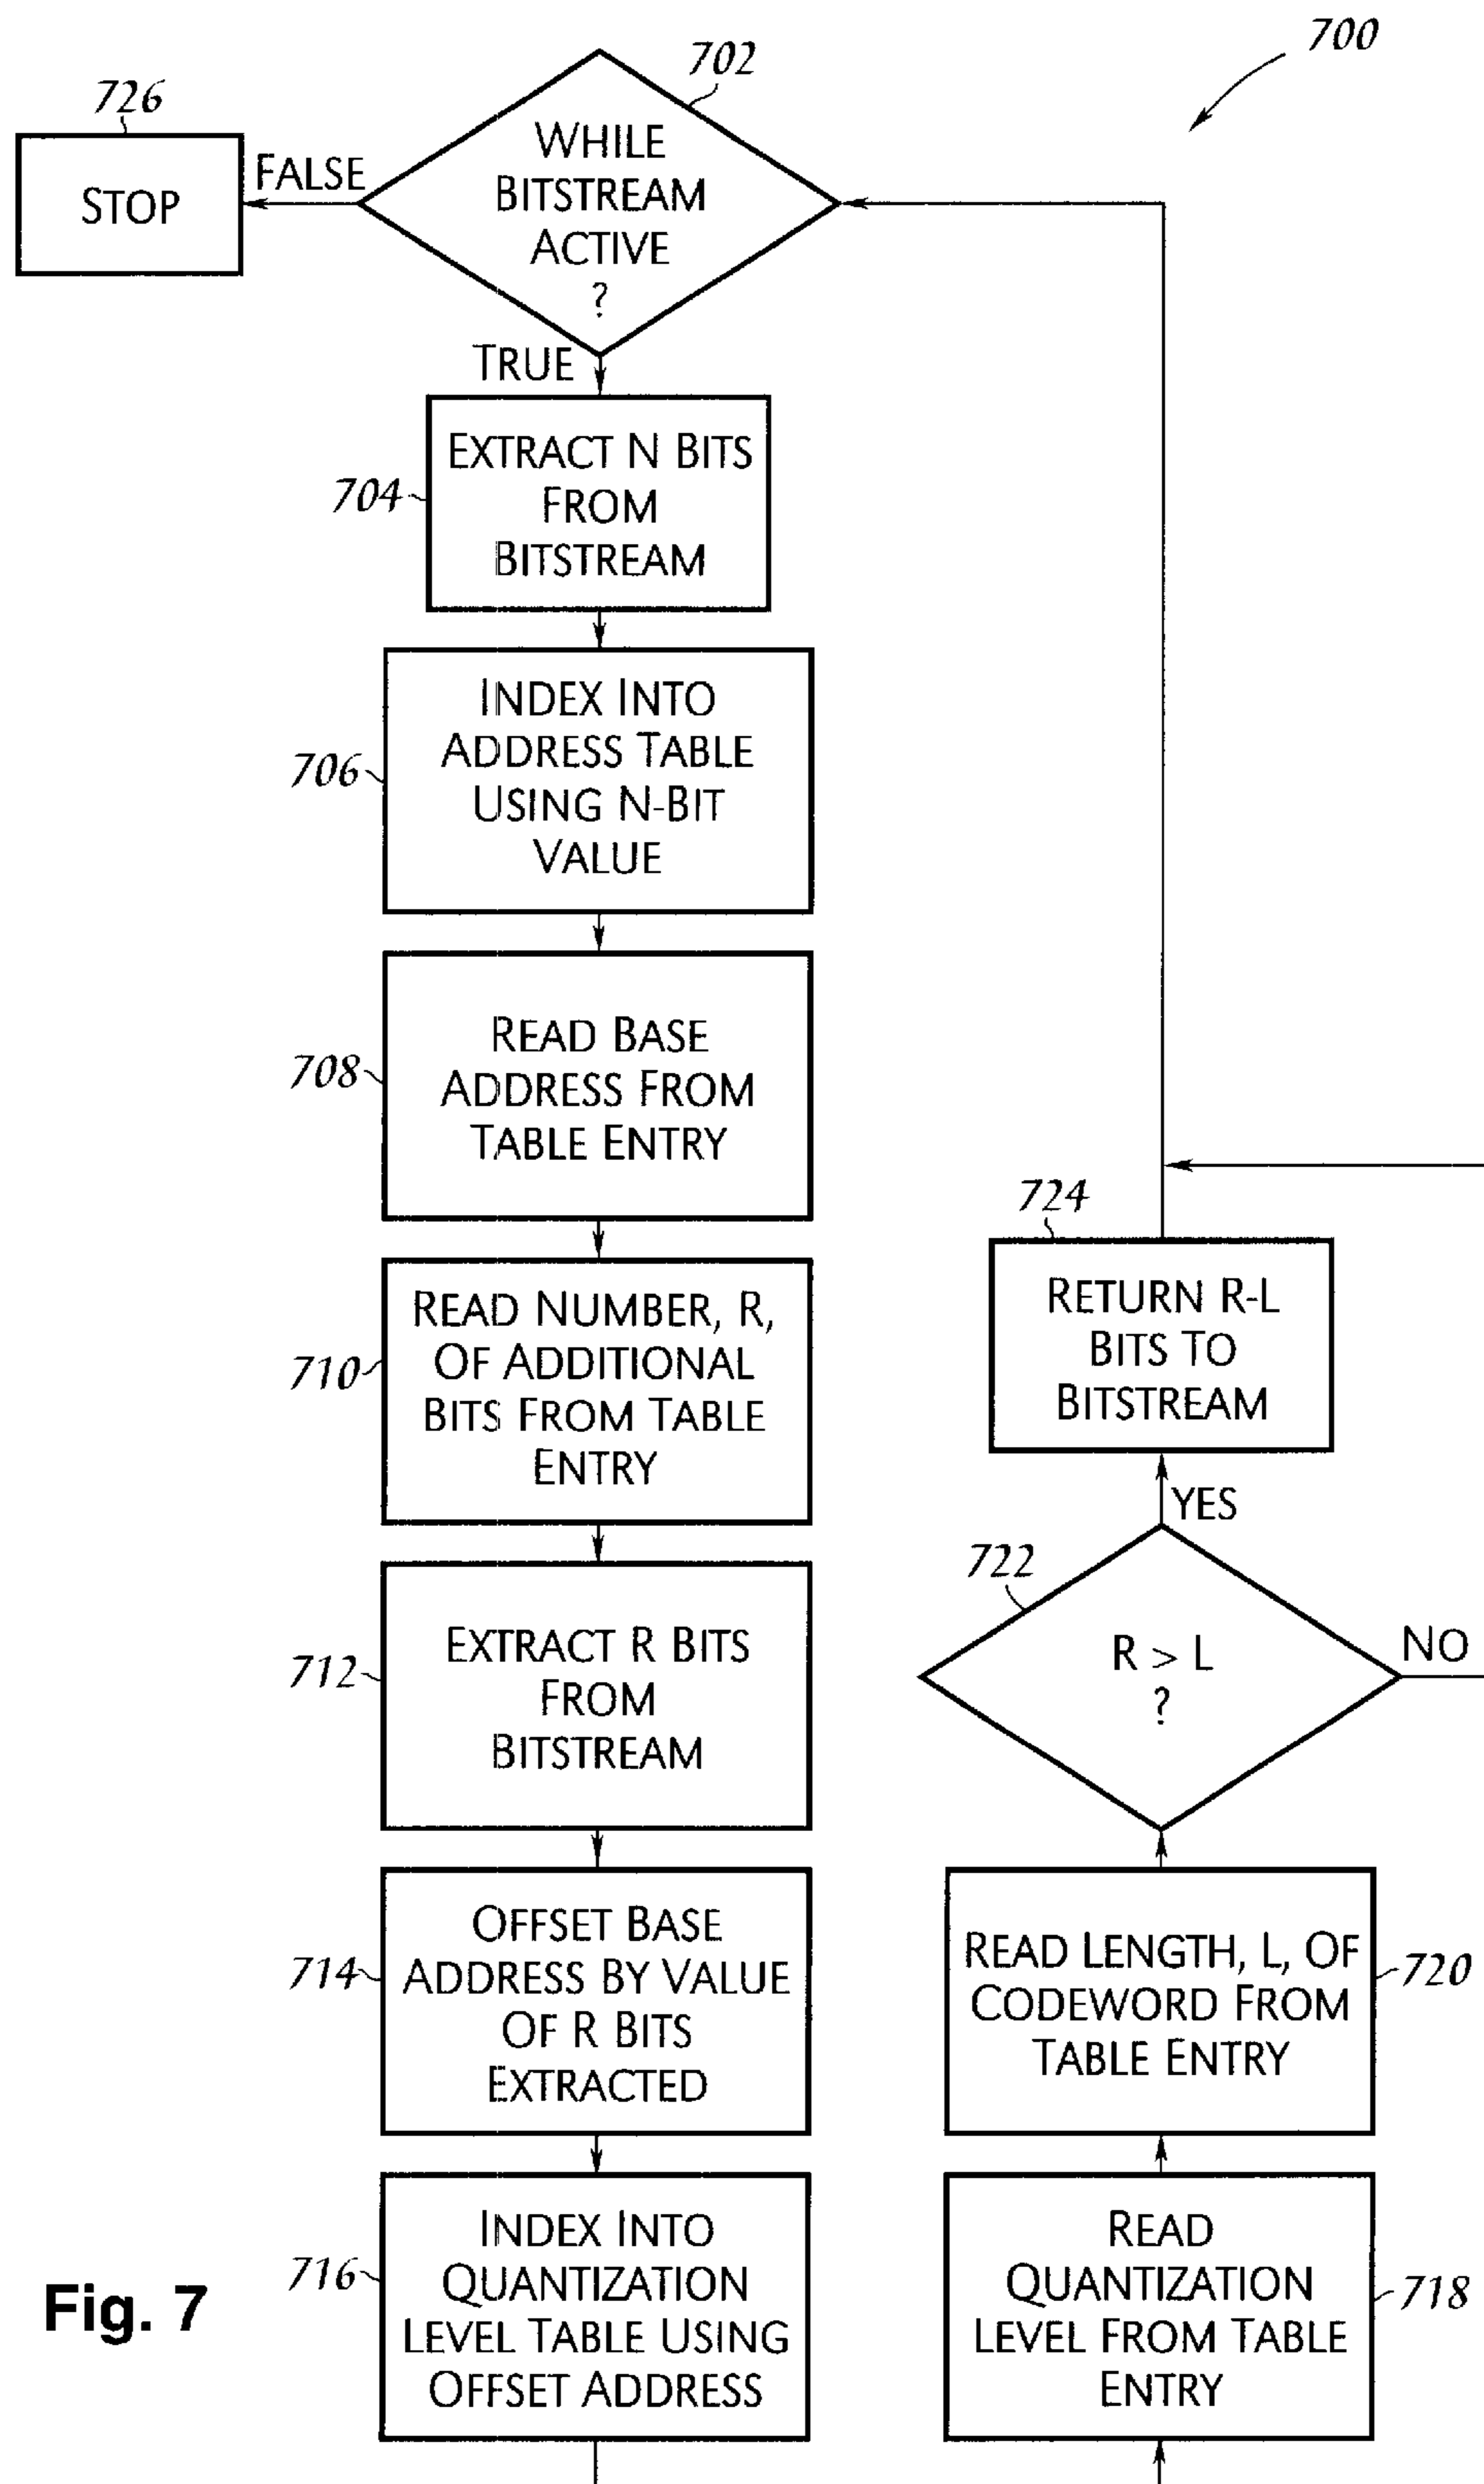 700
702
WHILE
BITSTREAM
ACTIVE
?
726
STOP
FALSE
TRUE
704
EXTRACT N BITS
FROM
BITSTREAM
706
INDEX INTO
ADDRESS TABLE
USING N-BIT
VALUE
708
READ BASE
ADDRESS FROM
TABLE ENTRY
710
READ NUMBER, R,
OF ADDITIONAL
BITS FROM TABLE
ENTRY
712
EXTRACT R BITS
FROM
BITSTREAM
714
OFFSET BASE
ADDRESS BY VALUE
OF R BITS
EXTRACTED
716
INDEX INTO
QUANTIZATION
LEVEL TABLE USING
OFFSET ADDRESS
718
READ
QUANTIZATION
LEVEL FROM TABLE
ENTRY
720
READ LENGTH, L, OF
CODEWORD FROM
TABLE ENTRY
722
R > L
?
YES
NO
724
RETURN R-L
BITS TO
BITSTREAM
Fig. 7